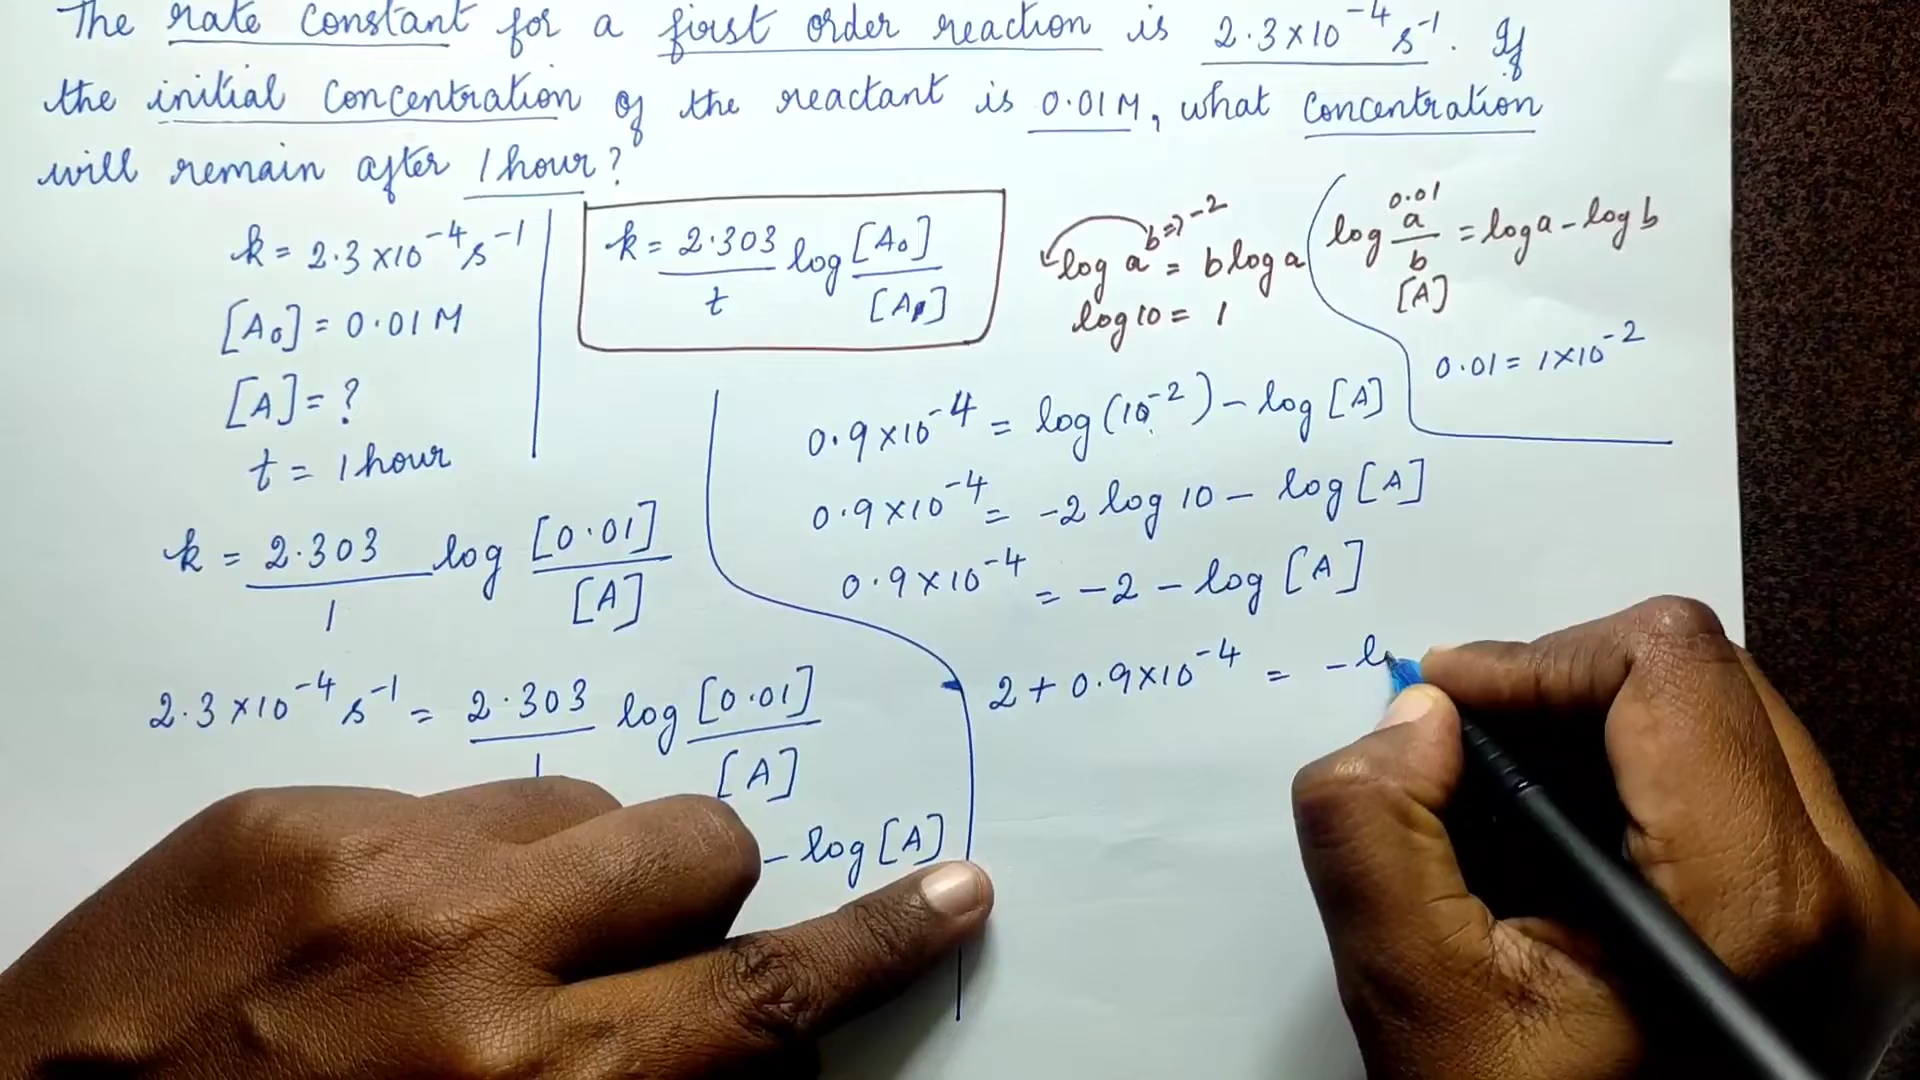 The rate constant for a first order reaction is 2.3×10⁻⁴ s⁻¹. If
the initial concentration of the reactant is 0.01M, what concentration
will remain after 1 hour?
k = 2.3×10⁻⁴ s⁻¹
[A₀] = 0.01 M
[A] = ?
t = 1 hour
k = 2.303/t log [A₀]/[A]
b ⇒ -2
log aᵇ = b log a
log 10 = 1
0.01
log a/b = log a - log b
[A]
0.01 = 1×10⁻²
k = 2.303/1 log [0.01]/[A]
2.3×10⁻⁴ s⁻¹ = 2.303/1 log [0.01]/[A]
- log [A]
0.9×10⁻⁴ = log (10⁻²) - log [A]
0.9×10⁻⁴ = -2 log 10 - log [A]
0.9×10⁻⁴ = -2 - log [A]
2 + 0.9×10⁻⁴ = - l